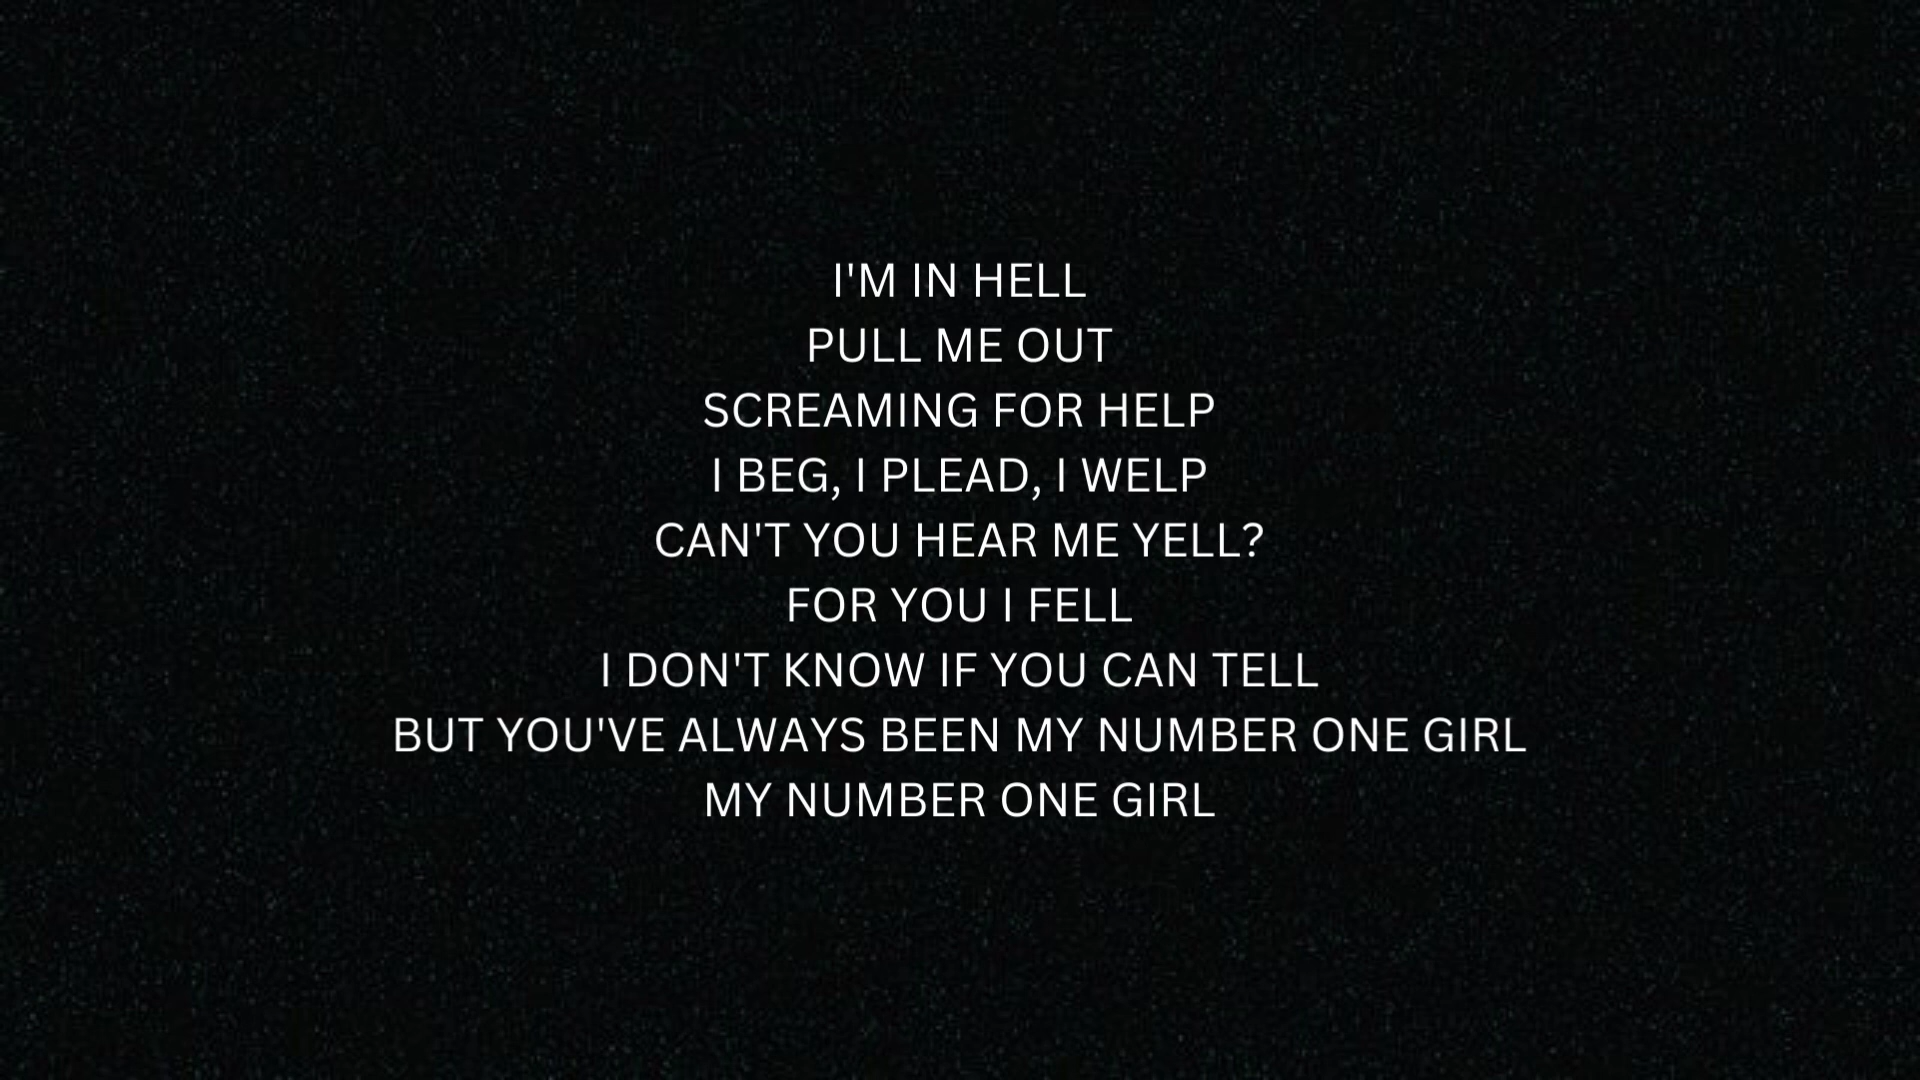 I'M IN HELL
PULL ME OUT
SCREAMING FOR HELP
I BEG, I PLEAD, I WELP
CAN'T YOU HEAR ME YELL?
FOR YOU I FELL
I DON'T KNOW IF YOU CAN TELL
BUT YOU'VE ALWAYS BEEN MY NUMBER ONE GIRL
MY NUMBER ONE GIRL